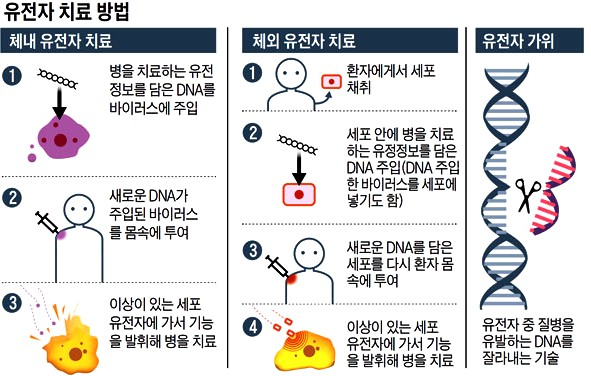 유전자 치료 방법
체내 유전자 치료
1
병을 치료하는 유전
정보를 담은 DNA를
바이러스에 주입
2
새로운 DNA가
주입된 바이러스
를 몸속에 투여
3
이상이 있는 세포
유전자에 가서 기능
을 발휘해 병을 치료
체외 유전자 치료
1
환자에게서 세포
채취
2
세포 안에 병을 치료
하는 유정정보를 담은
DNA 주입(DNA 주입
한 바이러스를 세포에
넣기도 함)
3
새로운 DNA를 담은
세포를 다시 환자 몸
속에 투여
4
이상이 있는 세포
유전자에 가서 기능
을 발휘해 병을 치료
유전자 가위
유전자 중 질병을
유발하는 DNA를
잘라내는 기술